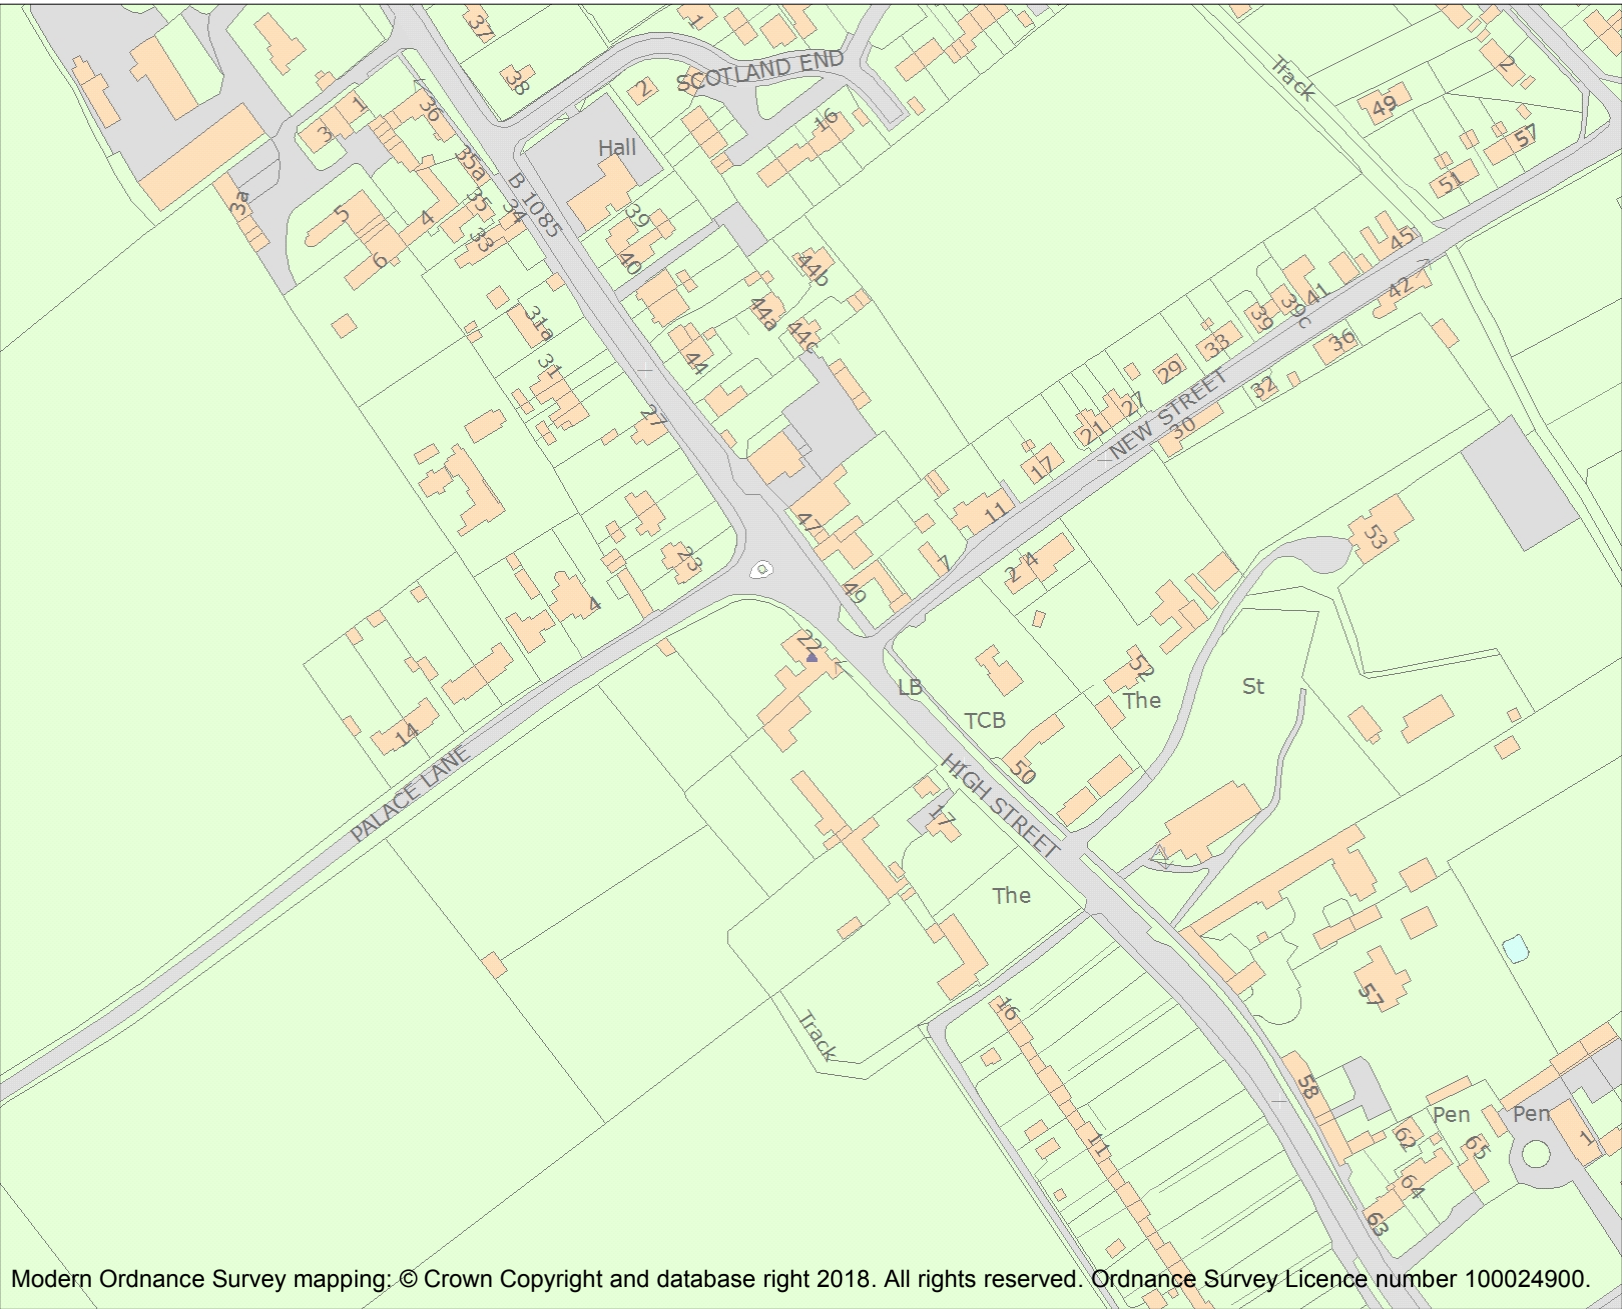 37
1
38
2
SCOTLAND END
Track
2
49
57
51
16
Hall
36
1
3
35a
B 1085
3a
5
4
35
34
33
6
39
40
44b
44a
44c
44
31a
31
27
45
42
41
39c
39
36
33
32
29
27
21
30
NEW STREET
17
11
47
7
49
2 4
53
23
4
22
LB
TCB
52
The
St
50
14
PALACE LANE
HIGH STREET
17
The
57
Track
16
11
58
Pen
Pen
62
65
64
63
1
Modern Ordnance Survey mapping: © Crown Copyright and database right 2018. All rights reserved. Ordnance Survey Licence number 100024900.